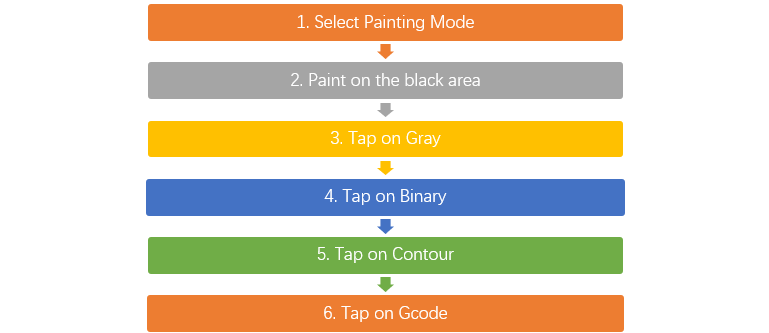 1. Select Painting Mode
2. Paint on the black area
3. Tap on Gray
4. Tap on Binary
5. Tap on Contour
6. Tap on Gcode